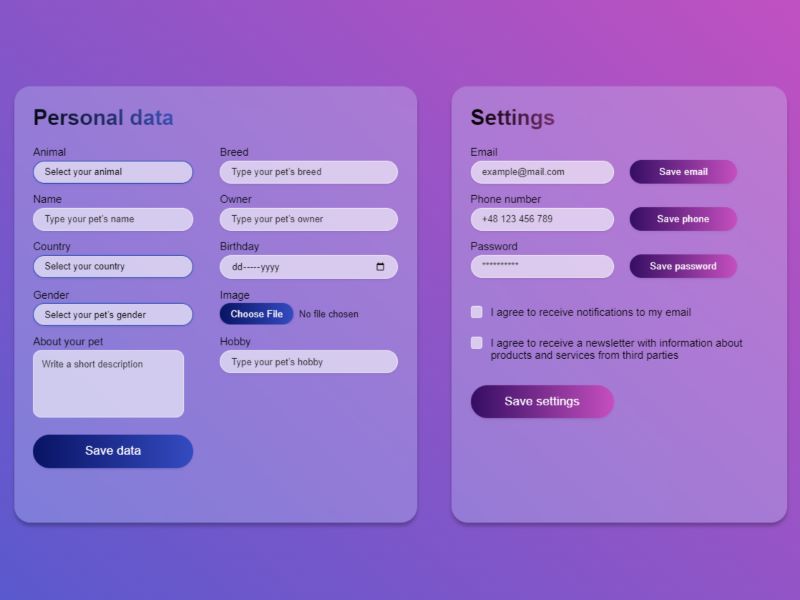 Personal data
Animal
Select your animal
Breed
Type your pet's breed
Name
Type your pet's name
Owner
Type your pet's owner
Country
Select your country
Birthday
dd-----yyyy
Gender
Select your pet's gender
Image
Choose File No file chosen
About your pet
Write a short description
Hobby
Type your pet's hobby
Save data
Settings
Email
example@mail.com
Save email
Phone number
+48 123 456 789
Save phone
Password
**********
Save password
I agree to receive notifications to my email
I agree to receive a newsletter with information about
products and services from third parties
Save settings